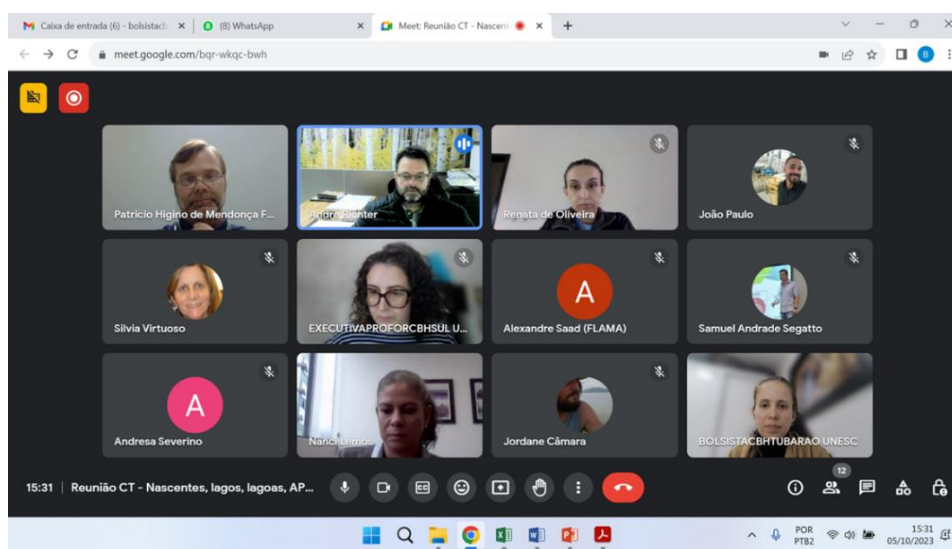 Caixa de entrada (6) - bolsistacb
(8) WhatsApp
Meet: Reunião CT - Nascent
meet.google.com/bqr-wkqc-bwh
B
Patricio Higino de Mendonça F...
Andre Richter
Renata de Oliveira
João Paulo
Silvia Virtuoso
EXECUTIVAPROFORCBHSUL U...
A
Alexandre Saad (FLAMA)
Samuel Andrade Segatto
A
Andresa Severino
Nanci Lemos
Jordane Câmara
BOLSISTACBHTUBARAO UNESC
15:31 | Reunião CT - Nascentes, lagos, lagoas, AP...
CC
12
POR
PTB2
15:31
05/10/2023